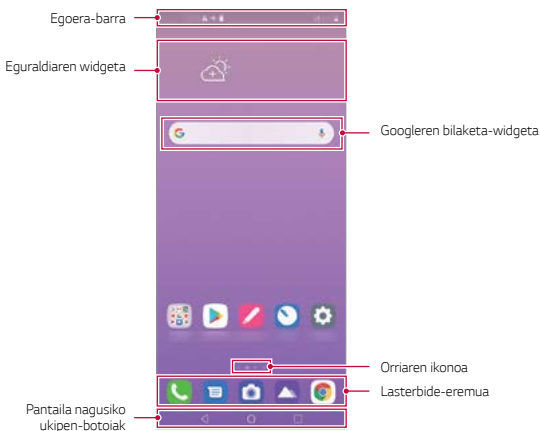 Egoera-barra
Eguraldiaren widgeta
Googleren bilaketa-widgeta
Orriaren ikonoa
Lasterbide-eremua
Pantaila nagusiko
ukipen-botoiak